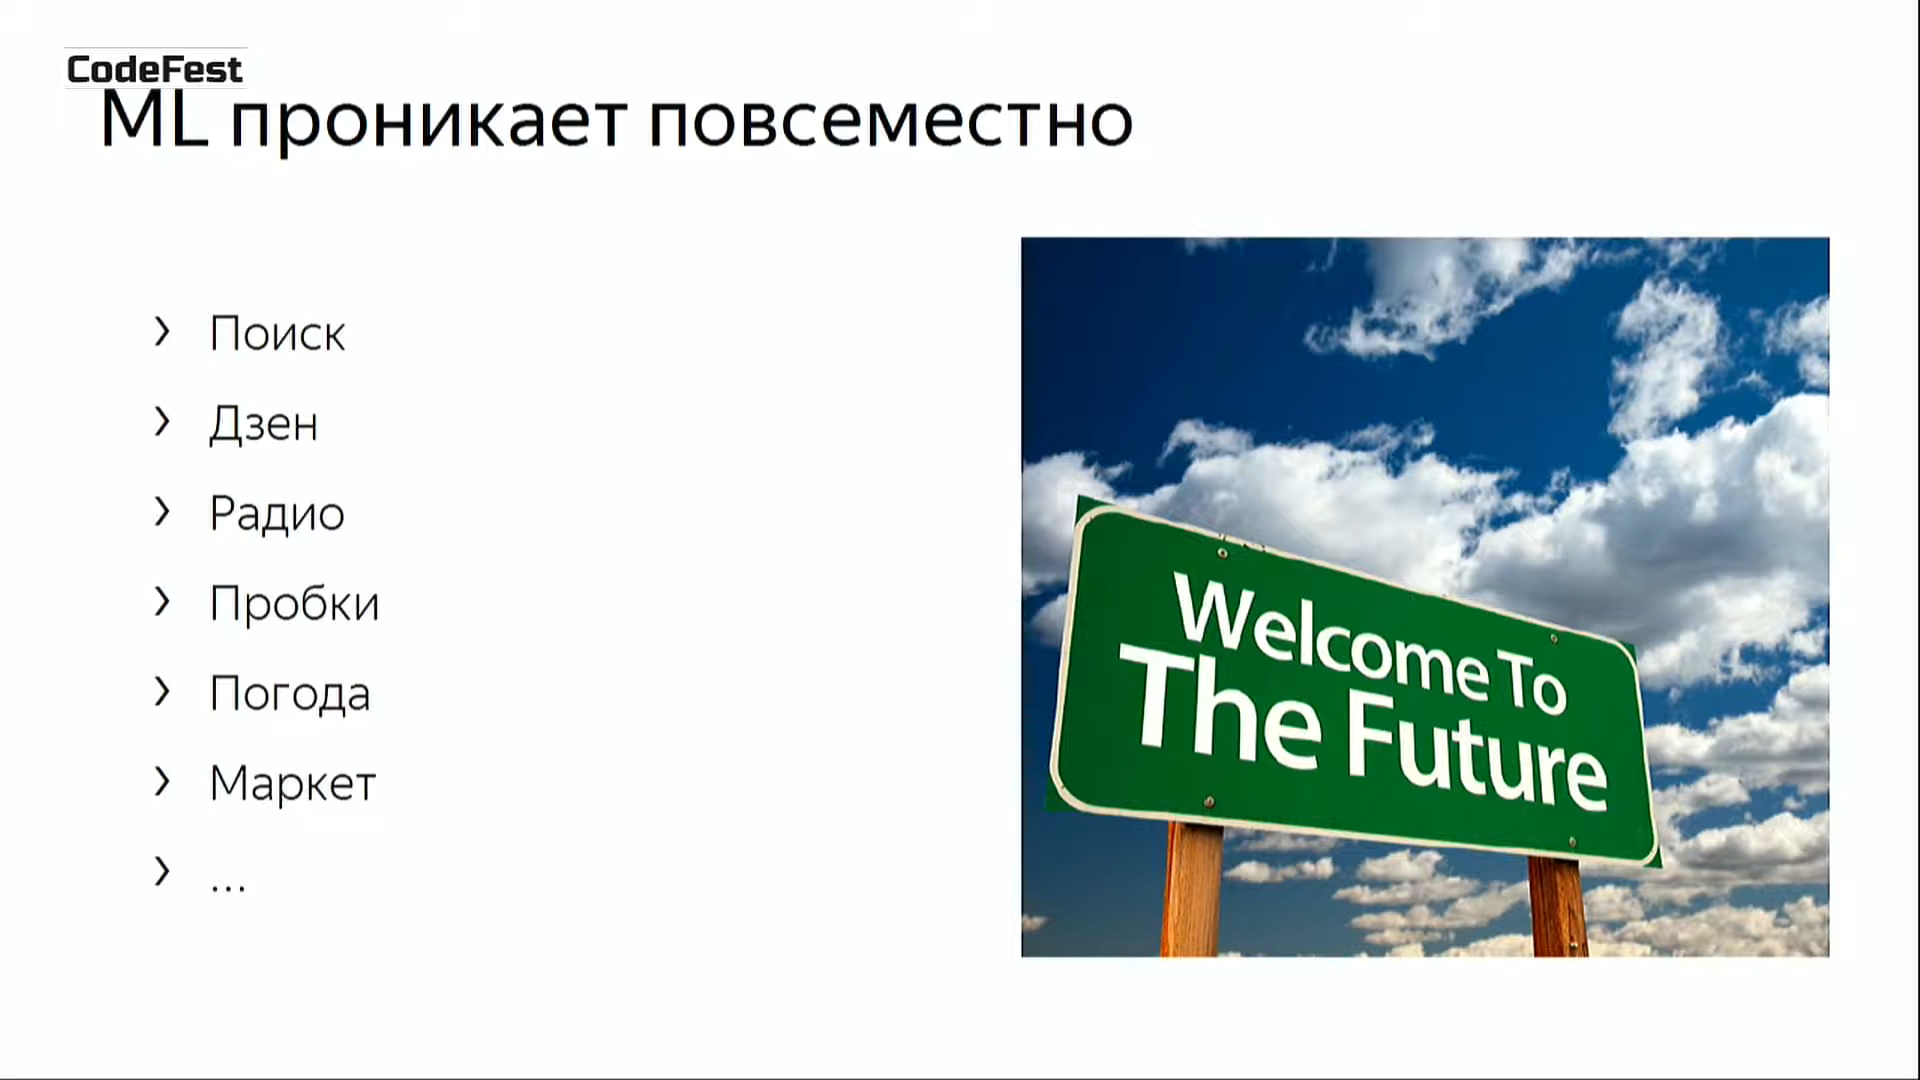 CodeFest
ML проникает повсеместно
› Поиск
› Дзен
› Радио
› Пробки
› Погода
› Маркет
› ...
Welcome To
The Future